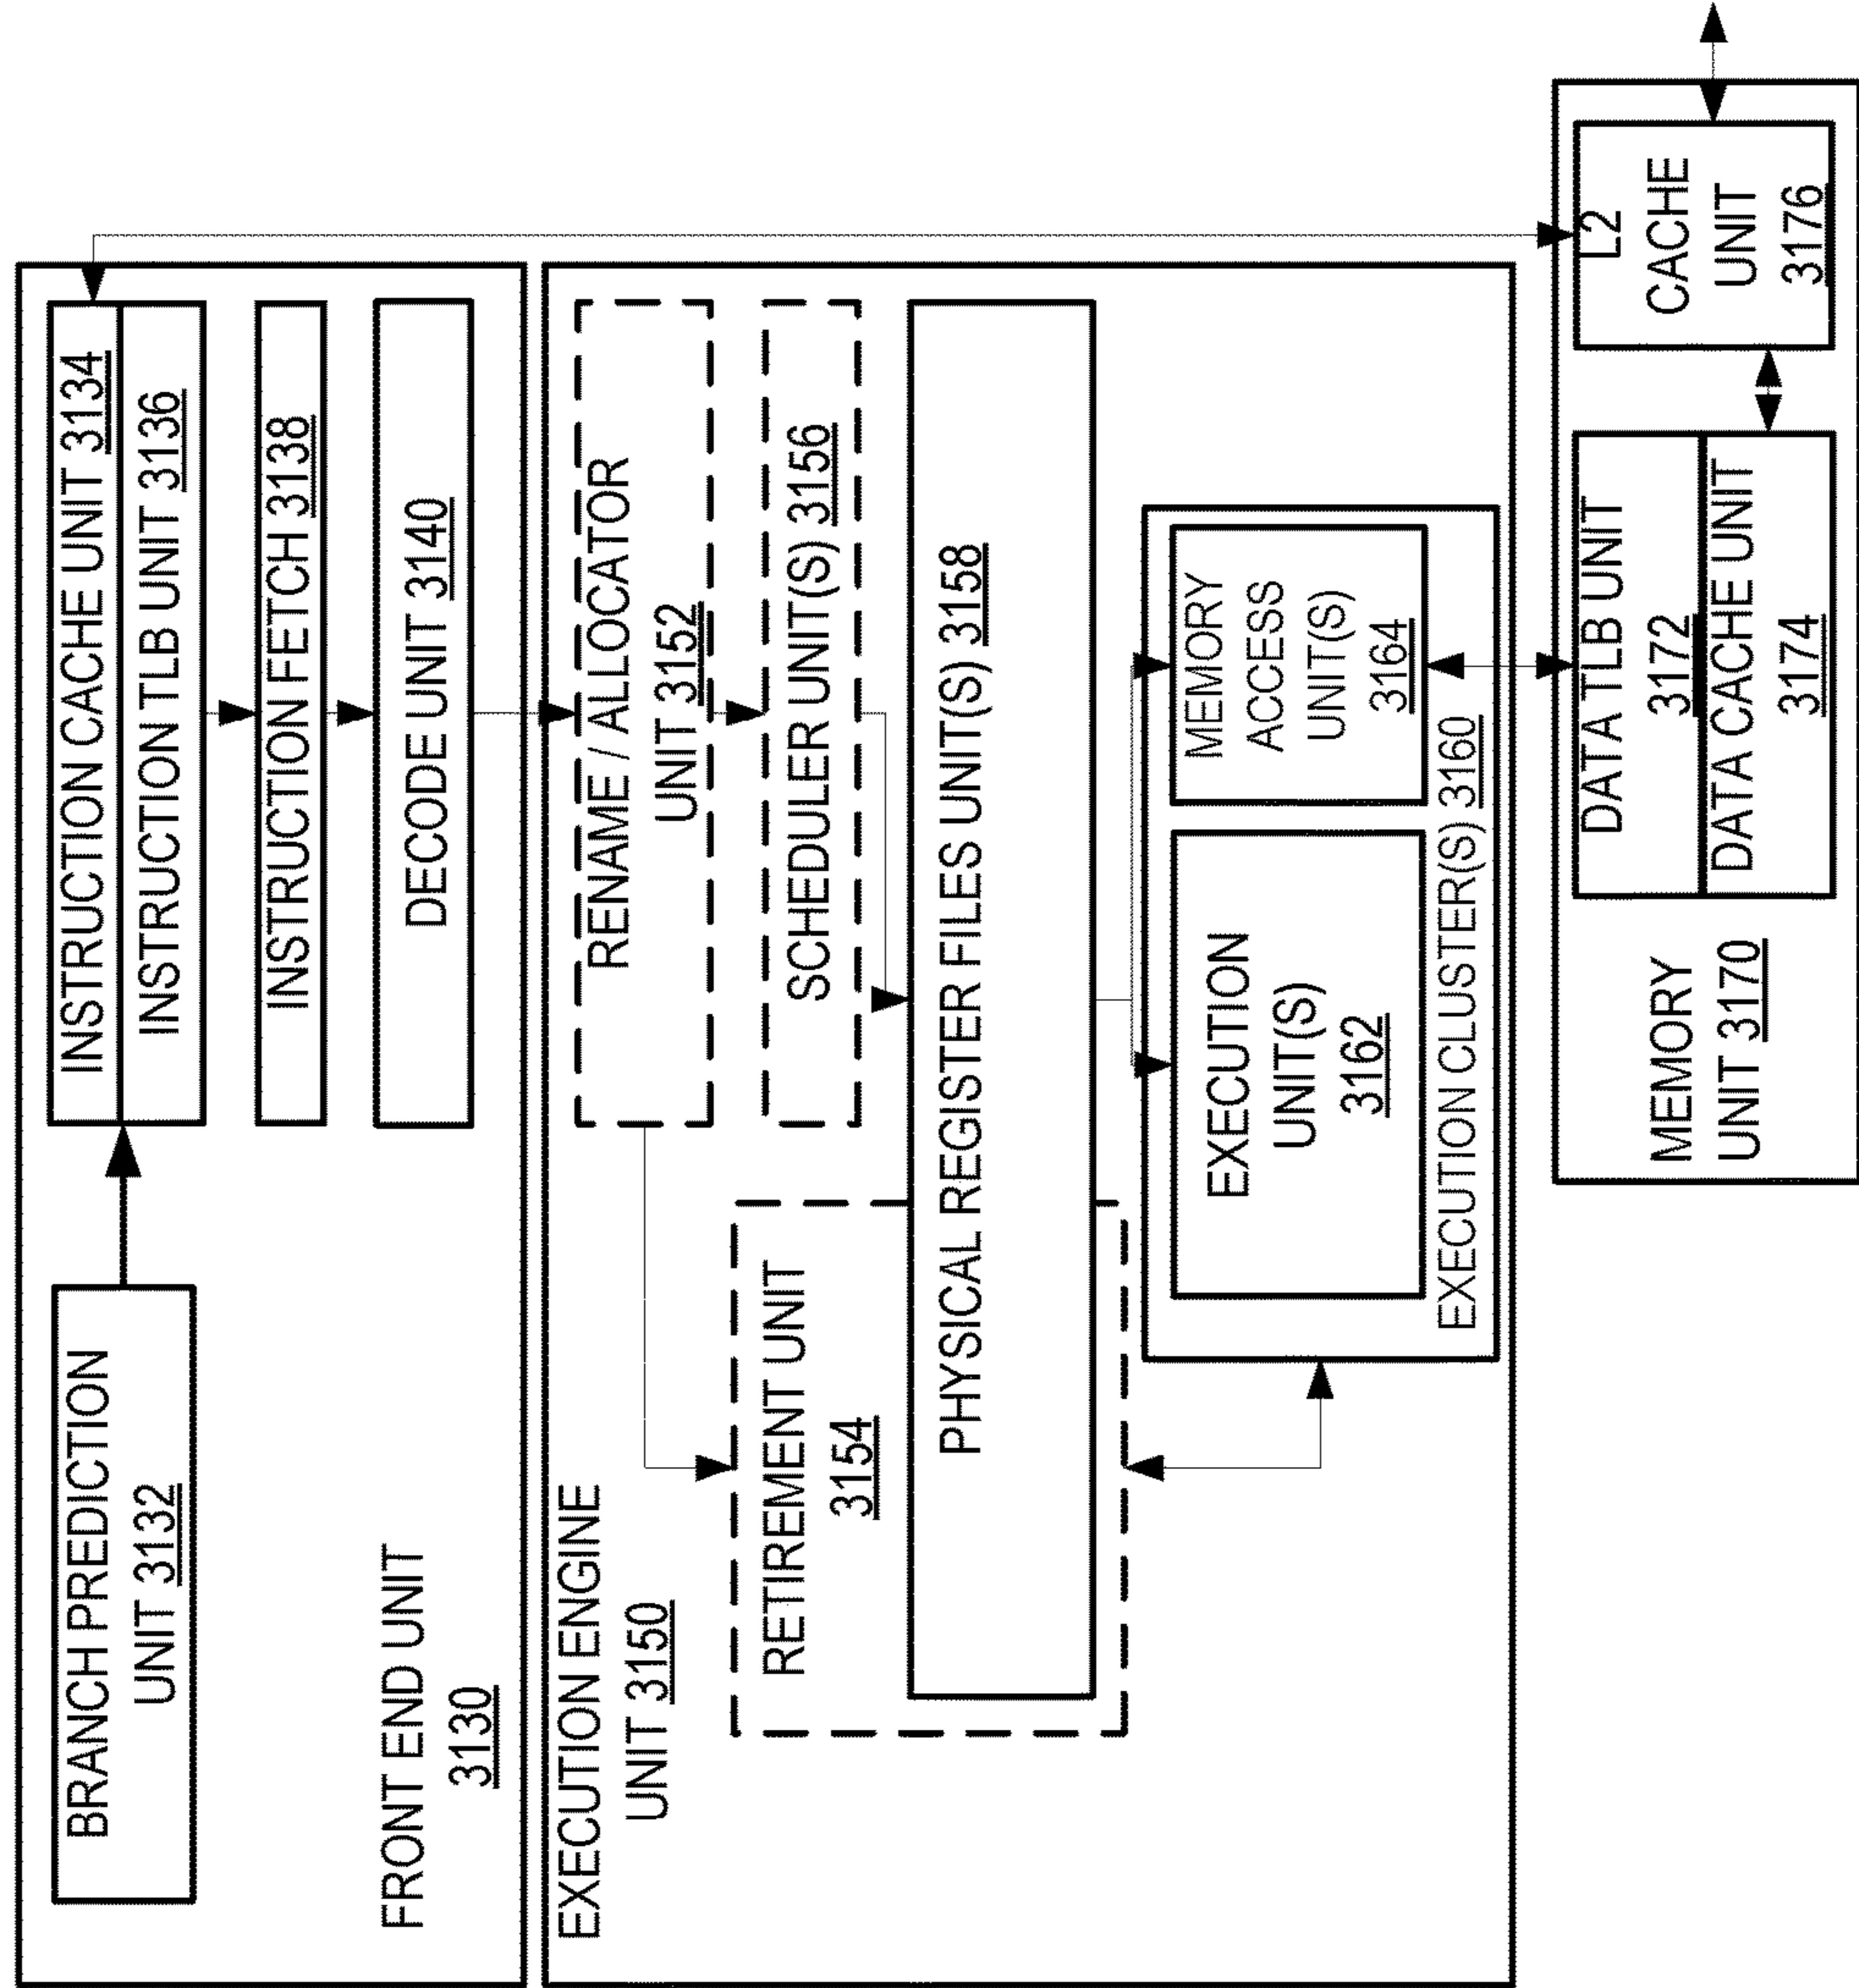 BRANCH PREDICTION
UNIT 3132
INSTRUCTION CACHE UNIT 3134
INSTRUCTION TLB UNIT 3136
INSTRUCTION FETCH 3138
DECODE UNIT 3140
FRONT END UNIT
3130
EXECUTION ENGINE
UNIT 3150
RENAME / ALLOCATOR
UNIT 3152
RETIREMENT UNIT
3154
SCHEDULER UNIT(S) 3156
PHYSICAL REGISTER FILES UNIT(S) 3158
EXECUTION
UNIT(S)
3162
MEMORY
ACCESS
UNIT(S)
3164
EXECUTION CLUSTER(S) 3160
MEMORY
UNIT 3170
DATA TLB UNIT
3172
DATA CACHE UNIT
3174
L2
CACHE
UNIT
3176